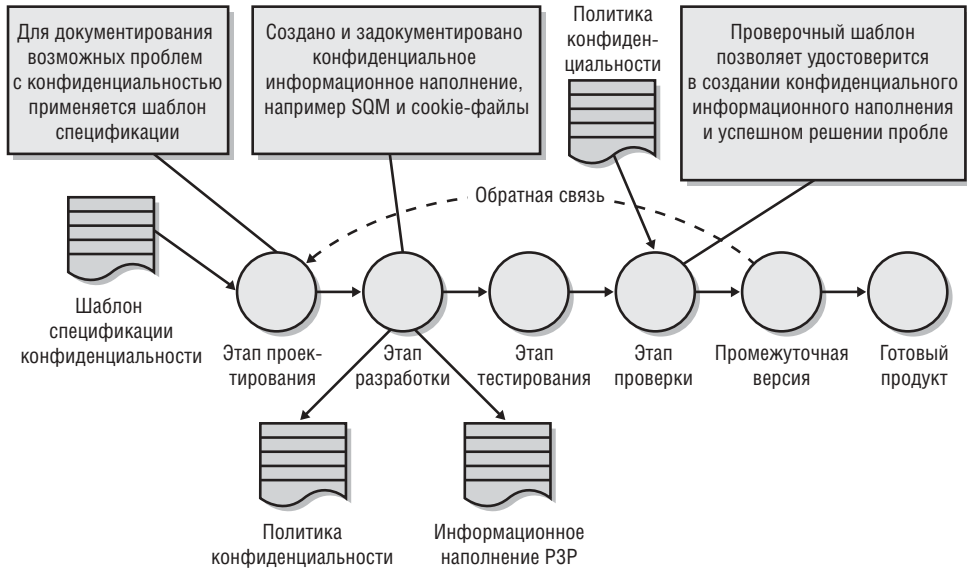 Для документирования
возможных проблем
с конфиденциальностью
применяется шаблон
спецификации
Создано и задокументировано
конфиденциальное
информационное наполнение,
например SQM и cookie-файлы
Политика
конфиден-
циальности
Проверочный шаблон
позволяет удостоверится
в создании конфиденциального
информационного наполнения
и успешном решении пробле
Обратная связь
Шаблон
спецификации
конфиденциальности
Этап проек-
тирования
Этап
разработки
Этап
тестирования
Этап
проверки
Промежуточная
версия
Готовый
продукт
Политика
конфиденциальности
Информационное
наполнение P3P